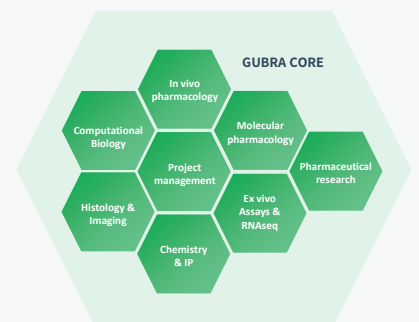 GUBRA CORE
In vivo
pharmacology
Computational
Biology
Molecular
pharmacology
Project
management
Pharmaceutical
research
Histology &
Imaging
Ex vivo
Assays &
RNAseq
Chemistry
& IP